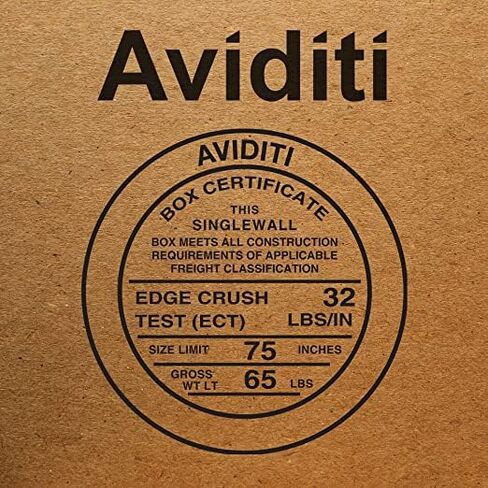 Aviditi
AVIDITI
BOX CERTIFICATE
THIS
SINGLEWALL
BOX MEETS ALL CONSTRUCTION
REQUIREMENTS OF APPLICABLE
FREIGHT CLASSIFICATION
EDGE CRUSH 32
TEST (ECT) LBS/IN
SIZE LIMIT 75 INCHES
GROSS
WT LT 65 LBS